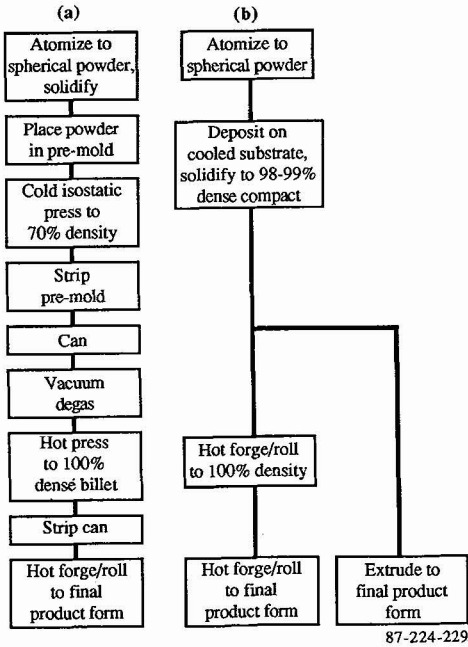 (a)
Atomize to
spherical powder,
solidify
Place powder
in pre-mold
Cold isostatic
press to
70% density
Strip
pre-mold
Can
Vacuum
degas
Hot press
to 100%
dense billet
Strip can
Hot forge/roll
to final
product form
(b)
Atomize to
spherical powder
Deposit on
cooled substrate,
solidify to 98-99%
dense compact
Hot forge/roll
to 100% density
Hot forge/roll
to final
product form
Extrude to
final product
form
87-224-229